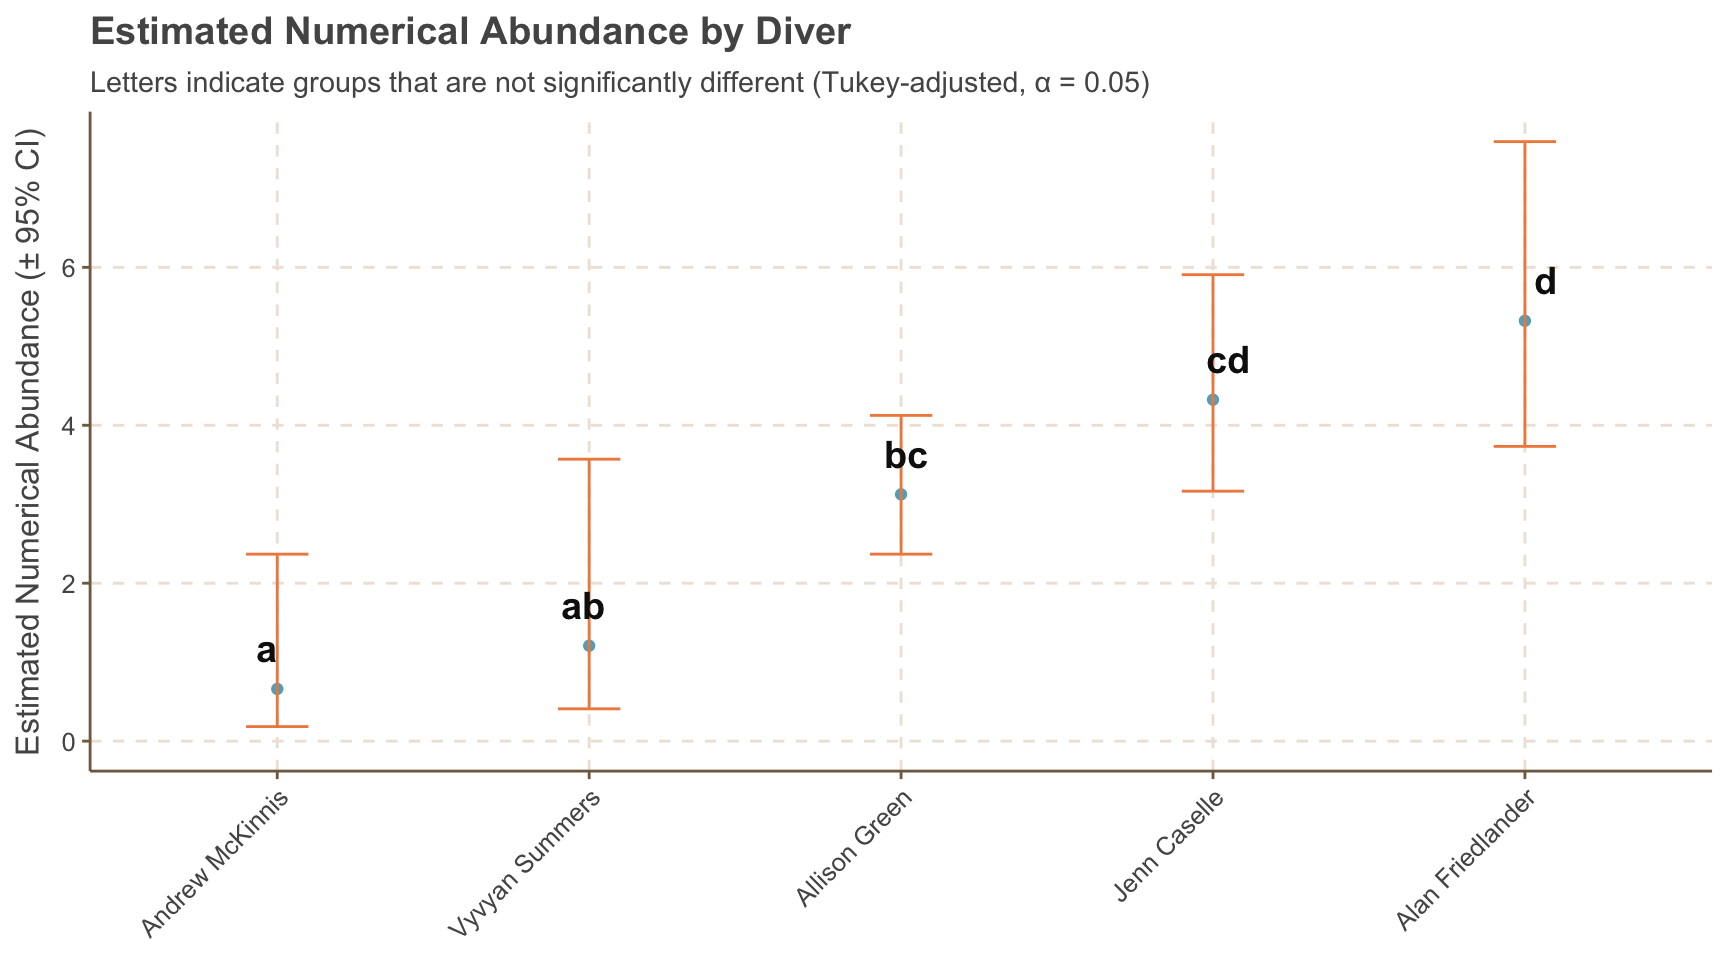 Estimated Numerical Abundance by Diver
Letters indicate groups that are not significantly different (Tukey-adjusted, α = 0.05)
Estimated Numerical Abundance (± 95% CI)
6
4
2
0
a
ab
bc
cd
d
Andrew McKinnis
Vyvyan Summers
Allison Green
Jenn Caselle
Alan Friedlander